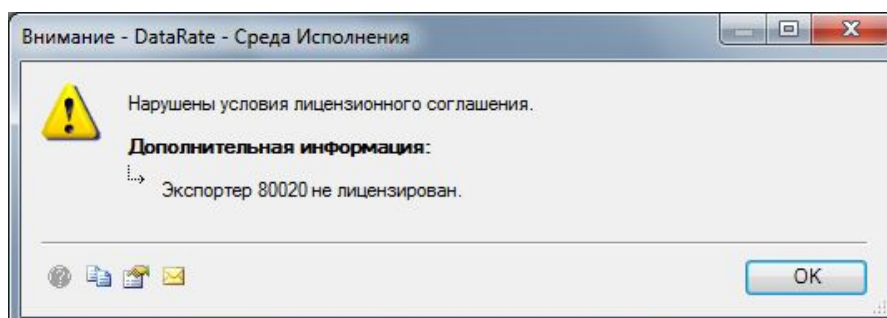 Внимание - DataRate - Среда Исполнения
Нарушены условия лицензионного соглашения.
Дополнительная информация:
Экспортер 80020 не лицензирован.
OK